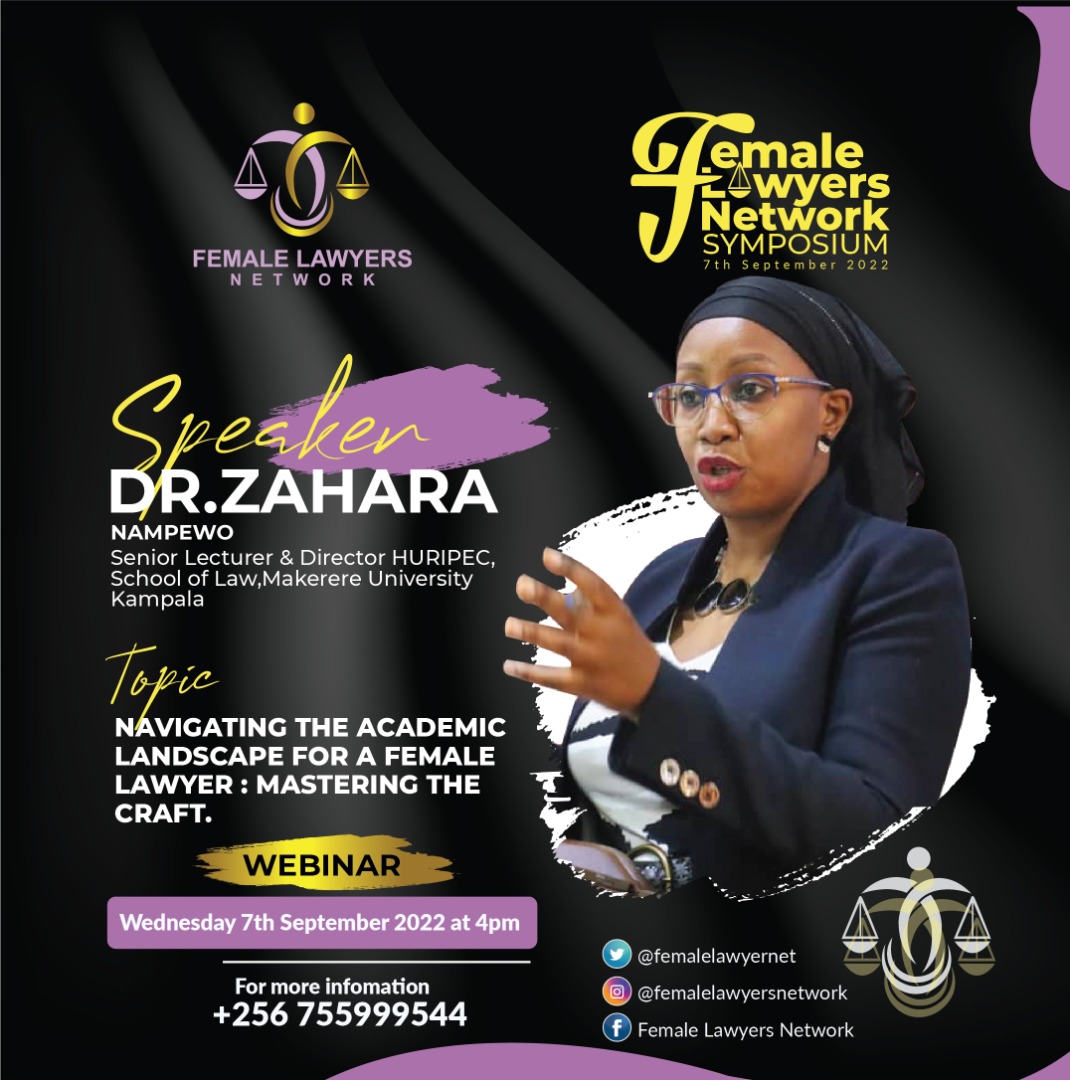 FEMALE LAWYERS
NETWORK
Female
Lawyers
Network
SYMPOSIUM
7th September 2022
Speaker
DR.ZAHARA
NAMPEWO
Senior Lecturer & Director HURIPEC,
School of Law,Makerere University
Kampala
Topic
NAVIGATING THE ACADEMIC
LANDSCAPE FOR A FEMALE
LAWYER : MASTERING THE
CRAFT.
WEBINAR
Wednesday 7th September 2022 at 4pm
For more infomation
+256 755999544
@femalelawyernet
@femalelawyersnetwork
Female Lawyers Network